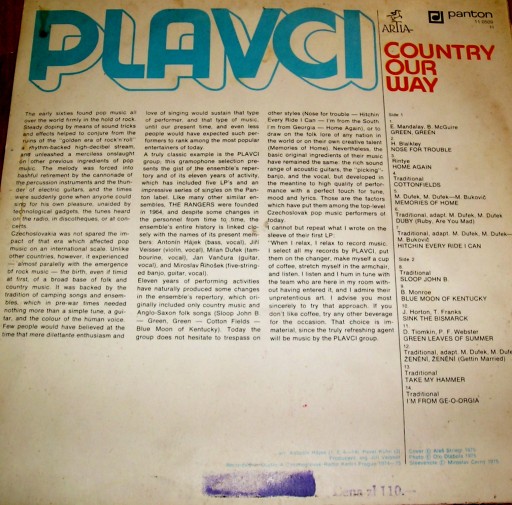 PLAVCI
ARTIA
panton
COUNTRY
OUR
WAY
The early sixties found pop music all
over the world firmly in the hold of rock.
Steady doping by means of sound tricks
and effects helped to conjure from the
ruins of the "golden era of rock'n'roll"
a rhythm-backed high-decibel stream,
and unleashed a merciless onslaught
on other previous ingredients of pop
music. The melody was forced into
bashful retirement by the cannonade of
the percussion instruments and the thun-
der of electric guitars, and the times
were suddenly gone when anyone could
sing for his own pleasure, unaided by
technological gadgets, the tunes heard
on the radio, in discotheques, or at con-
certs.
Czechoslovakia was not spared the im-
pact of that era which affected pop
music on an international scale. Unlike
other countries, however, it experienced
— almost paralelly with the emergence
of rock music — the birth, even if timid
at first, of a broad base of folk and
country music. It was backed by the
tradition of camping songs and ensem-
bles, which in pre-war times needed
nothing more than a simple tune, a gui-
tar, and the colour of the human voice.
Few people would have believed at the
time that mere dilettante enthusiasm and
love of singing would sustain that type
of performer, and that type of music,
until our present time, and even less
people would have expected such per-
formers to rank among the most popular
entertainers of today.
A truly classic example is the PLAVCI
group; this gramophone selection pre-
sents the gist of the ensemble's reper-
tory and of its eleven years of activity,
which has included five LPs and an
impressive series of singles on the Pan-
ton label. Like many other similar en-
sembles, THE RANGERS were founded
in 1964, and despite some changes in
the personnel from time to time, the
ensemble's entire history is linked clo-
sely with the names of its present mem-
bers: Antonín Hájek (bass, vocal), Jiří
Veisser (violin, vocal), Milan Dufek (tam-
bourine, vocal), Jan Vančura (guitar,
vocal), and Miroslav Řihošek (five-string-
ed banjo, guitar, vocal).
Eleven years of performing activities
have naturally produced some changes
in the ensemble's repertory, which ori-
ginally included only country music and
Anglo-Saxon folk songs (Sloop John B.
— Green, Green — Cotton Fields —
Blue Moon of Kentucky). Today the
group does not hesitate to trespass on
other styles (Nose for trouble — Hitchin
Every Ride I Can — I'm from the South,
I'm from Georgia — Home Again), or to
draw on the folk lore of any nation in
the world or on their own creative talent
(Memories of Home). Nevertheless, the
basic original ingredients of their music
have remained the same: the rich sound
range of acoustic guitars, the "picking"-
banjo, and the vocal, but developed in
the meantime to high quality of perfor-
mance with a perfect touch for tune,
mood and lyrics. Those are the factors
which have put them among the top-level
Czechoslovak pop music performers of
today.
I cannot but repeat what I wrote on the
sleeve of their first LP:
"When I relax, I relax to record music.
I select all my records by PLAVCI, put
them on the changer, make myself a cup
of coffee, stretch myself in the armchair,
and listen. I listen and I hum in tune with
the team who are here in my room with-
out having entered it, and I admire their
unpretentious art. I advise you most
sincerely to try that approach. If you
don't like coffee, try any other beverage
for the occasion. That choice is im-
material, since the truly refreshing agent
will be music by the PLAVCI group.
Side 1
E. Mandalay, B. McGuire
GREEN, GREEN
H. Blaikley
NOSE FOR TROUBLE
HOME AGAIN
Traditional
COTTONFIELDS
M. Dufek, M. Dufek—M. Bukovič
MEMORIES OF HOME
Traditional, adapt. M. Dufek, M. Dufek
DUBY (Ruby, Are You Mad)
Traditional, adapt. M. Dufek, M. Dufek—
M. Bukovič
HITCHIN EVERY RIDE I CAN
Side 2
Traditional
SLOOP JOHN B.
B. Monroe
BLUE MOON OF KENTUCKY
J. Horton, T. Franks
SINK THE BISMARCK
D. Tiomkin, P. F. Webster
GREEN LEAVES OF SUMMER
Traditional, adapt. M. Dufek, M. Dufek
ŽENĚNÍ, ŽENĚNÍ (Gettin Married)
Traditional
TAKE MY HAMMER
Traditional
I'M FROM GE-O-ORGIA